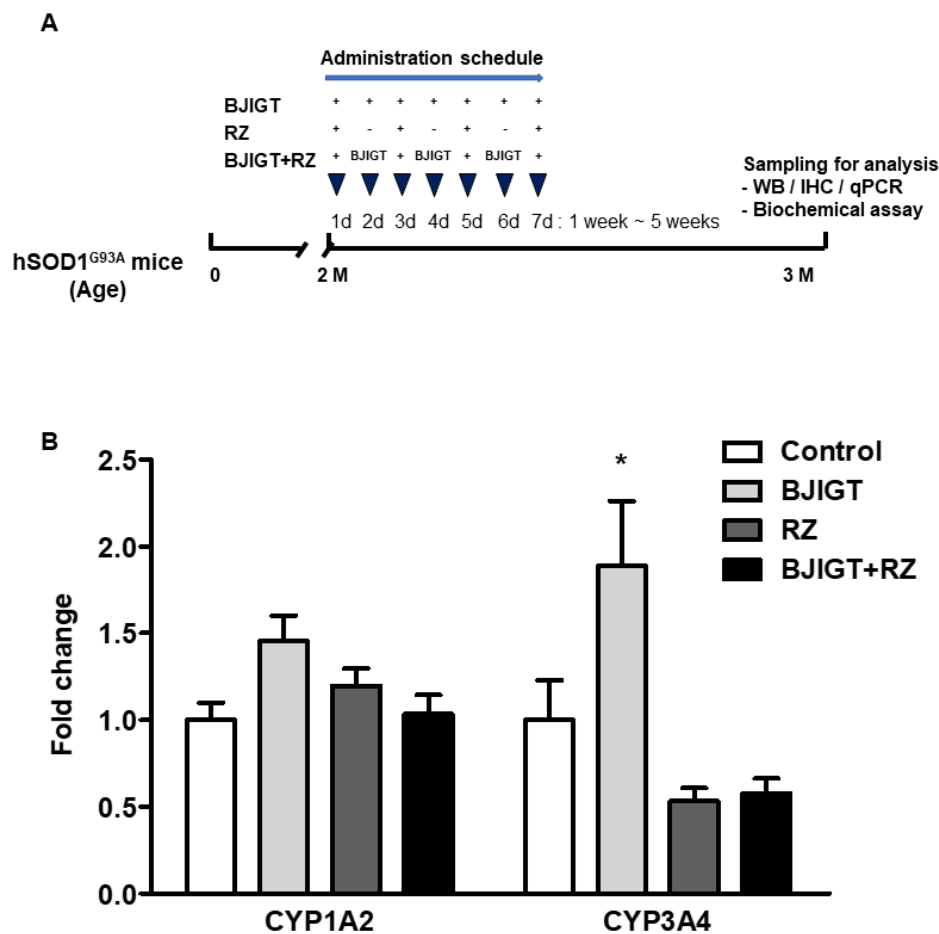 A
Administration schedule
BJIGT + + + + + + +
RZ + - + - + - +
BJIGT+RZ + BJIGT + BJIGT + BJIGT +
1d 2d 3d 4d 5d 6d 7d : 1 week ~ 5 weeks
Sampling for analysis
- WB / IHC / qPCR
- Biochemical assay
hSOD1G93A mice
(Age)
0 2 M 3 M
B
Fold change
2.5
2.0
1.5
1.0
0.5
0.0
*
Control
BJIGT
RZ
BJIGT+RZ
CYP1A2 CYP3A4